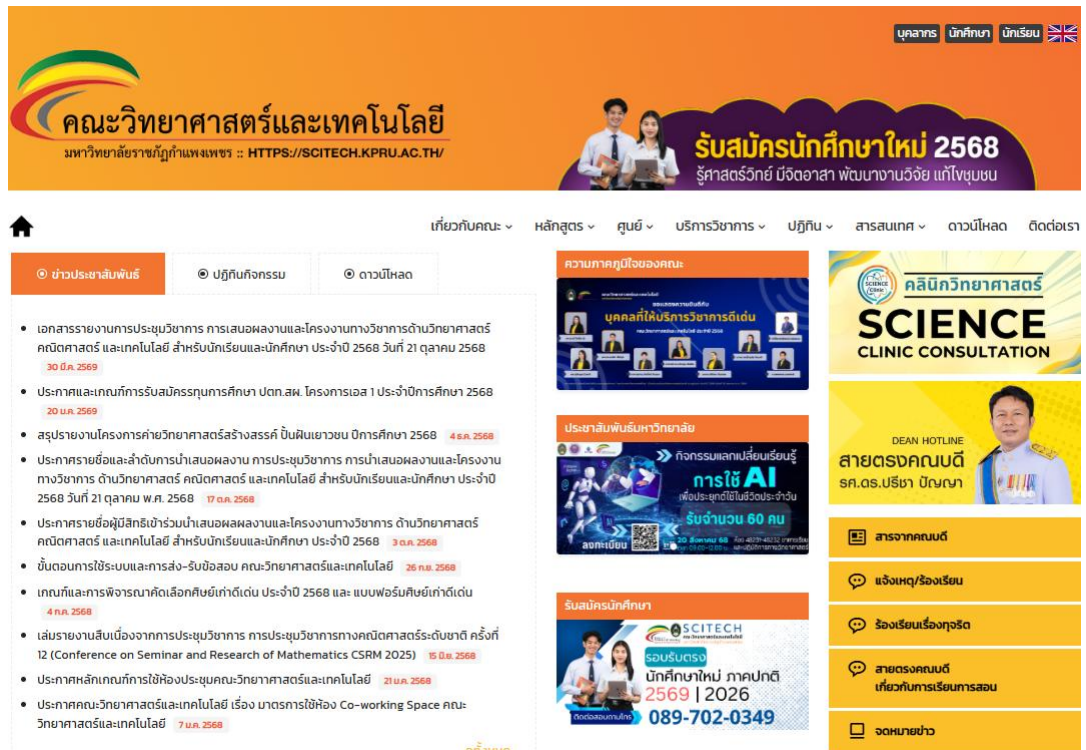 บุคลากร นักศึกษา นักเรียน
คณะวิทยาศาสตร์และเทคโนโลยี
มหาวิทยาลัยราชภัฏกำแพงเพชร :: HTTPS://SCITECH.KPRU.AC.TH/
รับสมัครนักศึกษาใหม่ 2568
รู้ศาสตร์วิทย์ มีจิตอาสา พัฒนางานวิจัย แก้ไขชุมชน
เกี่ยวกับคณะ หลักสูตร ศูนย์ บริการวิชาการ ปฏิทิน สารสนเทศ ดาวน์โหลด ติดต่อเรา
ข่าวประชาสัมพันธ์ ปฏิทินกิจกรรม ดาวน์โหลด
เอกสารรายงานการประชุมวิชาการ การเสนอผลงานและโครงงานทางวิชาการด้านวิทยาศาสตร์
คณิตศาสตร์ และเทคโนโลยี สำหรับนักเรียนและนักศึกษา ประจำปี 2568 วันที่ 21 ตุลาคม 2568
30 มี.ค. 2569
ประกาศและเกณฑ์การรับสมัครรทุนการศึกษา ปตท.สผ. โครงการเอส 1 ประจำปีการศึกษา 2568
20 ม.ค. 2569
สรุปรายงานโครงการค่ายวิทยาศาสตร์สร้างสรรค์ ปั้นฝันเยาวชน ปีการศึกษา 2568 4 ธ.ค. 2568
ประกาศรายชื่อและลำดับการนำเสนอผลงาน การประชุมวิชาการ การนำเสนอผลงานและโครงงาน
ทางวิชาการ ด้านวิทยาศาสตร์ คณิตศาสตร์ และเทคโนโลยี สำหรับนักเรียนและนักศึกษา ประจำปี
2568 วันที่ 21 ตุลาคม พ.ศ. 2568 17 ต.ค. 2568
ประกาศรายชื่อผู้มีสิทธิเข้าร่วมนำเสนอผลผลงานและโครงงานทางวิชาการ ด้านวิทยาศาสตร์
คณิตศาสตร์ และเทคโนโลยี สำหรับนักเรียนและนักศึกษา ประจำปี 2568 3 ต.ค. 2568
ขั้นตอนการใช้ระบบและการส่ง-รับข้อสอบ คณะวิทยาศาสตร์และเทคโนโลยี 26 ก.ย. 2568
เกณฑ์และการพิจารณาคัดเลือกศิษย์เก่าดีเด่น ประจำปี 2568 และ แบบฟอร์มศิษย์เก่าดีเด่น
4 ก.ค. 2568
เล่มรายงานสืบเนื่องจากการประชุมวิชาการ การประชุมวิชาการทางคณิตศาสตร์ระดับชาติ ครั้งที่
12 (Conference on Seminar and Research of Mathematics CSRM 2025) 15 มิ.ย. 2568
ประกาศหลักเกณฑ์การใช้ห้องประชุมคณะวิทยาาศาสตร์และเทคโนโลยี 21 ม.ค. 2568
ประกาศคณะวิทยาศาสตร์และเทคโนโลยี เรื่อง มาตรการใช้ห้อง Co-working Space คณะ
วิทยาศาสตร์และเทคโนโลยี 7 ม.ค. 2568
ความภาคภูมิใจของคณะ
ขอแสดงความยินดีกับ
บุคคลที่ให้บริการวิชาการดีเด่น
ประชาสัมพันธ์มหาวิทยาลัย
กิจกรรมแลกเปลี่ยนเรียนรู้
การใช้ AI
เพื่อประยุกต์ใช้ในชีวิตประจำวัน
รับจำนวน 60 คน
ลงทะเบียน
20 สิงหาคม 68
รับสมัครนักศึกษา
SCITECH
รอบรับตรง
นักศึกษาใหม่ ภาคปกติ
2569 | 2026
ติดต่อสอบถามโทร 089-702-0349
SCIENCE
Clinic
คลินิกวิทยาศาสตร์
SCIENCE
CLINIC CONSULTATION
DEAN HOTLINE
สายตรงคณบดี
รศ.ดร.ปรีชา ปัญญา
สารจากคณบดี
แจ้งเหตุ/ร้องเรียน
ร้องเรียนเรื่องทุจริต
สายตรงคณบดี
เกี่ยวกับการเรียนการสอน
จดหมายข่าว